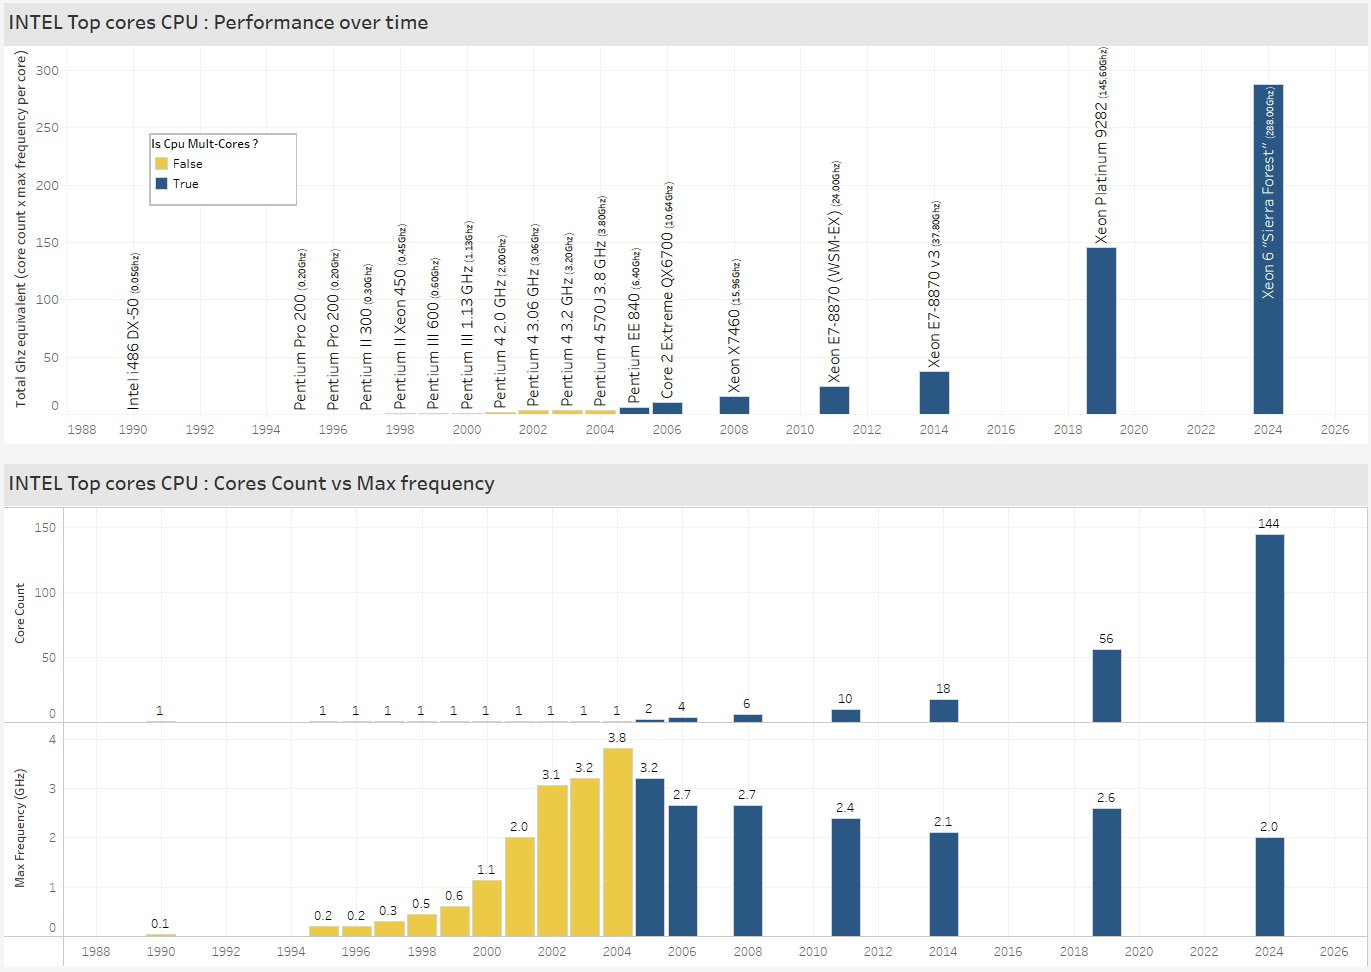 INTEL Top cores CPU : Performance over time
Total Ghz equivalent (core count x max frequency per core)
300
250
200
150
100
50
0
Is Cpu Mult-Cores ?
False
True
Intel i486 DX-50 (0.05Ghz)
Pentium Pro 200 (0.20Ghz)
Pentium Pro 200 (0.20Ghz)
Pentium II 300 (0.30Ghz)
Pentium II Xeon 450 (0.45Ghz)
Pentium III 600 (0.60Ghz)
Pentium III 1.13 GHz (1.13Ghz)
Pentium 4 2.0 GHz (2.00Ghz)
Pentium 4 3.06 GHz (3.06Ghz)
Pentium 4 3.2 GHz (3.20Ghz)
Pentium 4 570J 3.8 GHz (3.80Ghz)
Pentium EE 840 (6.40Ghz)
Core 2 Extreme QX6700 (10.64Ghz)
Xeon X7460 (15.96Ghz)
Xeon E7-8870 (WSM-EX) (24.00Ghz)
Xeon E7-8870 v3 (37.80Ghz)
Xeon Platinum 9282 (145.60Ghz)
Xeon 6 "Sierra Forest" (288.00Ghz)
1988 1990 1992 1994 1996 1998 2000 2002 2004 2006 2008 2010 2012 2014 2016 2018 2020 2022 2024 2026
INTEL Top cores CPU : Cores Count vs Max frequency
Core Count
150
100
50
0
1 1 1 1 1 1 1 1 1 1 1 2 4 6 10 18 56 144
Max Frequency (GHz)
4
3
2
1
0
0.1 0.2 0.2 0.3 0.5 0.6 1.1 2.0 3.1 3.2 3.8 3.2 2.7 2.7 2.4 2.1 2.6 2.0
1988 1990 1992 1994 1996 1998 2000 2002 2004 2006 2008 2010 2012 2014 2016 2018 2020 2022 2024 2026